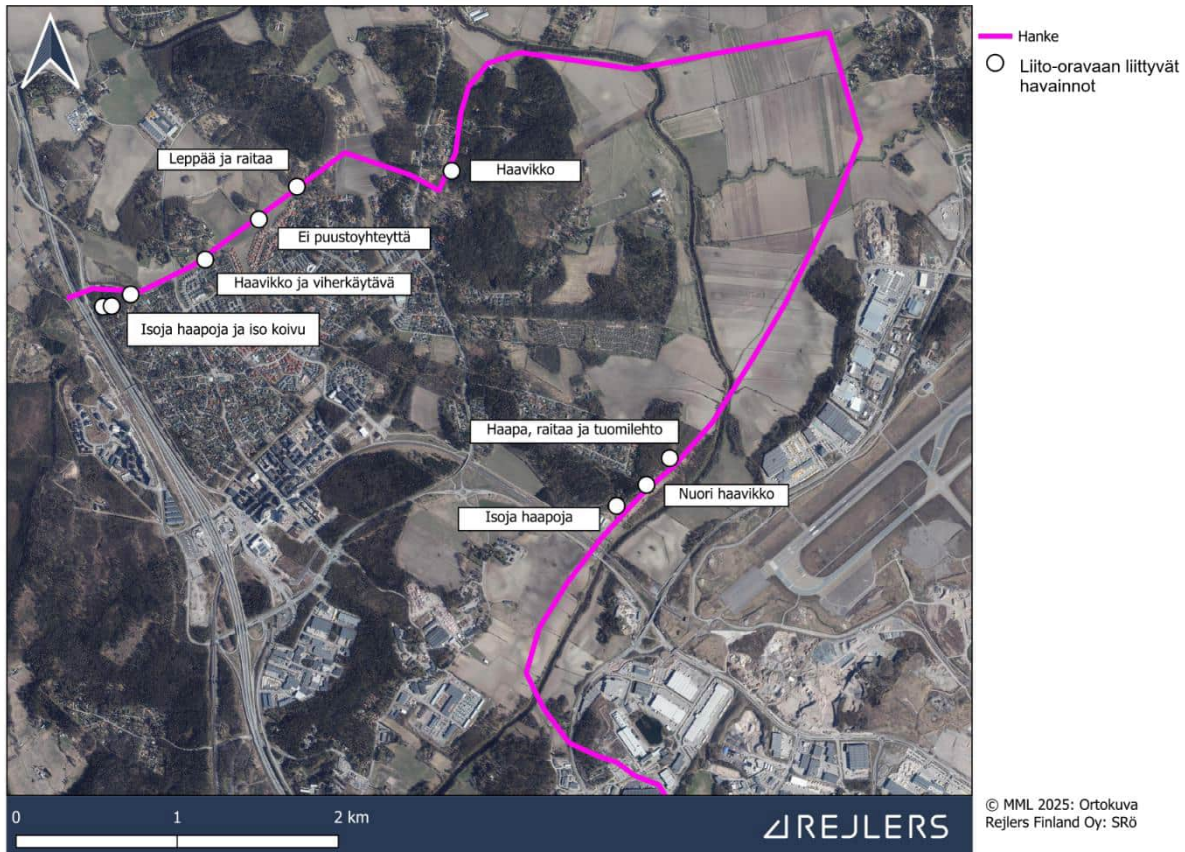 Hanke
Liito-oravaan liittyvät
havainnot
Leppää ja raitaa
Haavikko
Ei puustoyhteyttä
Haavikko ja viherkäytävä
Isoja haapoja ja iso koivu
Haapa, raitaa ja tuomilehto
Nuori haavikko
Isoja haapoja
0 1 2 km
REJLERS
© MML 2025: Ortokuva
Rejlers Finland Oy: SRö